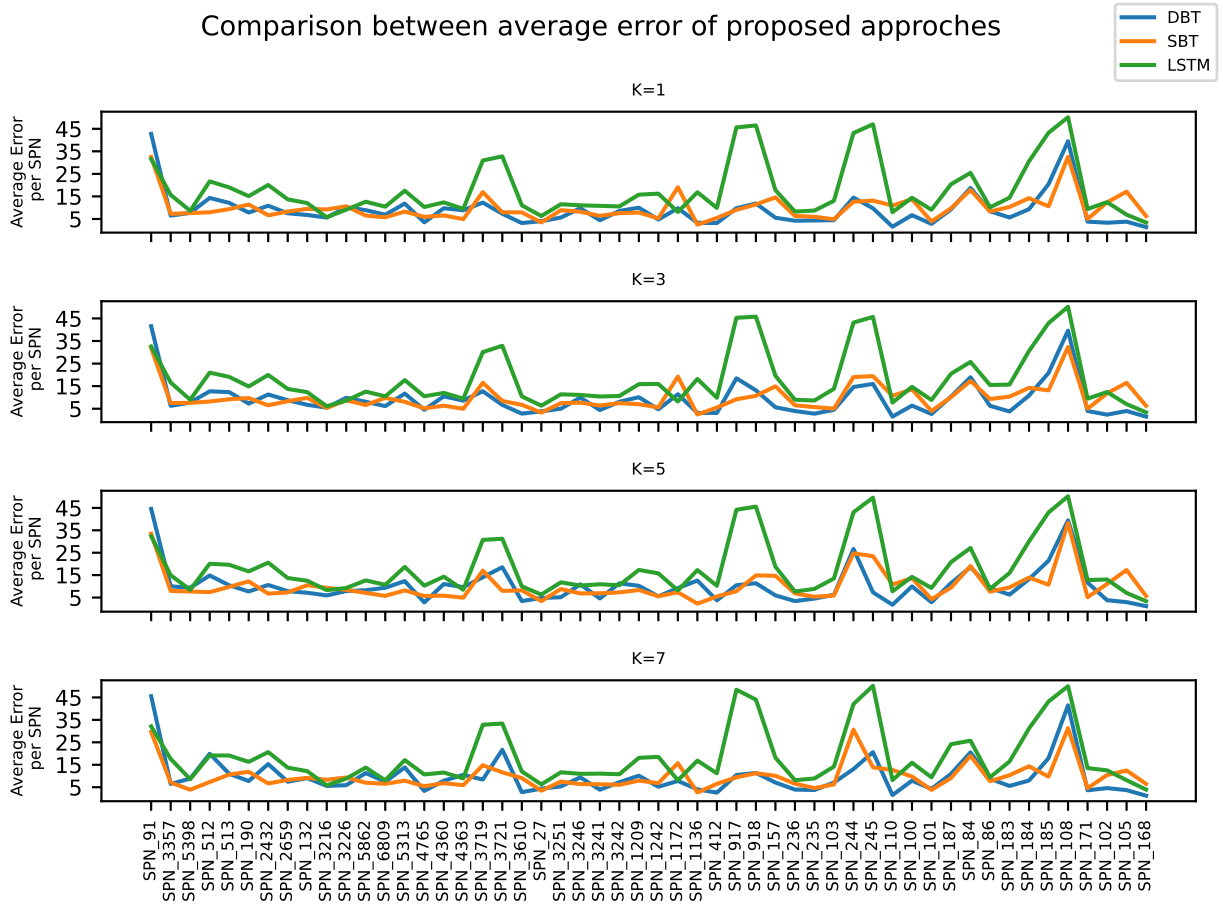 Comparison between average error of proposed approches
DBT
SBT
LSTM
K=1
Average Error
per SPN
45
35
25
15
5
K=3
Average Error
per SPN
45
35
25
15
5
K=5
Average Error
per SPN
45
35
25
15
5
K=7
Average Error
per SPN
45
35
25
15
5
SPN_91
SPN_3357
SPN_5398
SPN_512
SPN_513
SPN_190
SPN_2432
SPN_2659
SPN_132
SPN_3216
SPN_3226
SPN_5862
SPN_6809
SPN_5313
SPN_4765
SPN_4360
SPN_4363
SPN_3719
SPN_3721
SPN_3610
SPN_27
SPN_3251
SPN_3246
SPN_3241
SPN_3242
SPN_1209
SPN_1242
SPN_1172
SPN_1136
SPN_412
SPN_917
SPN_918
SPN_157
SPN_236
SPN_235
SPN_103
SPN_244
SPN_245
SPN_110
SPN_100
SPN_101
SPN_187
SPN_84
SPN_86
SPN_183
SPN_184
SPN_185
SPN_108
SPN_171
SPN_102
SPN_105
SPN_168